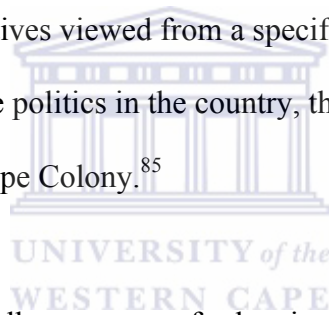 ives viewed from a specif
politics in the country, th
pe Colony.85
UNIVERSITY of the
WESTERN CAPE